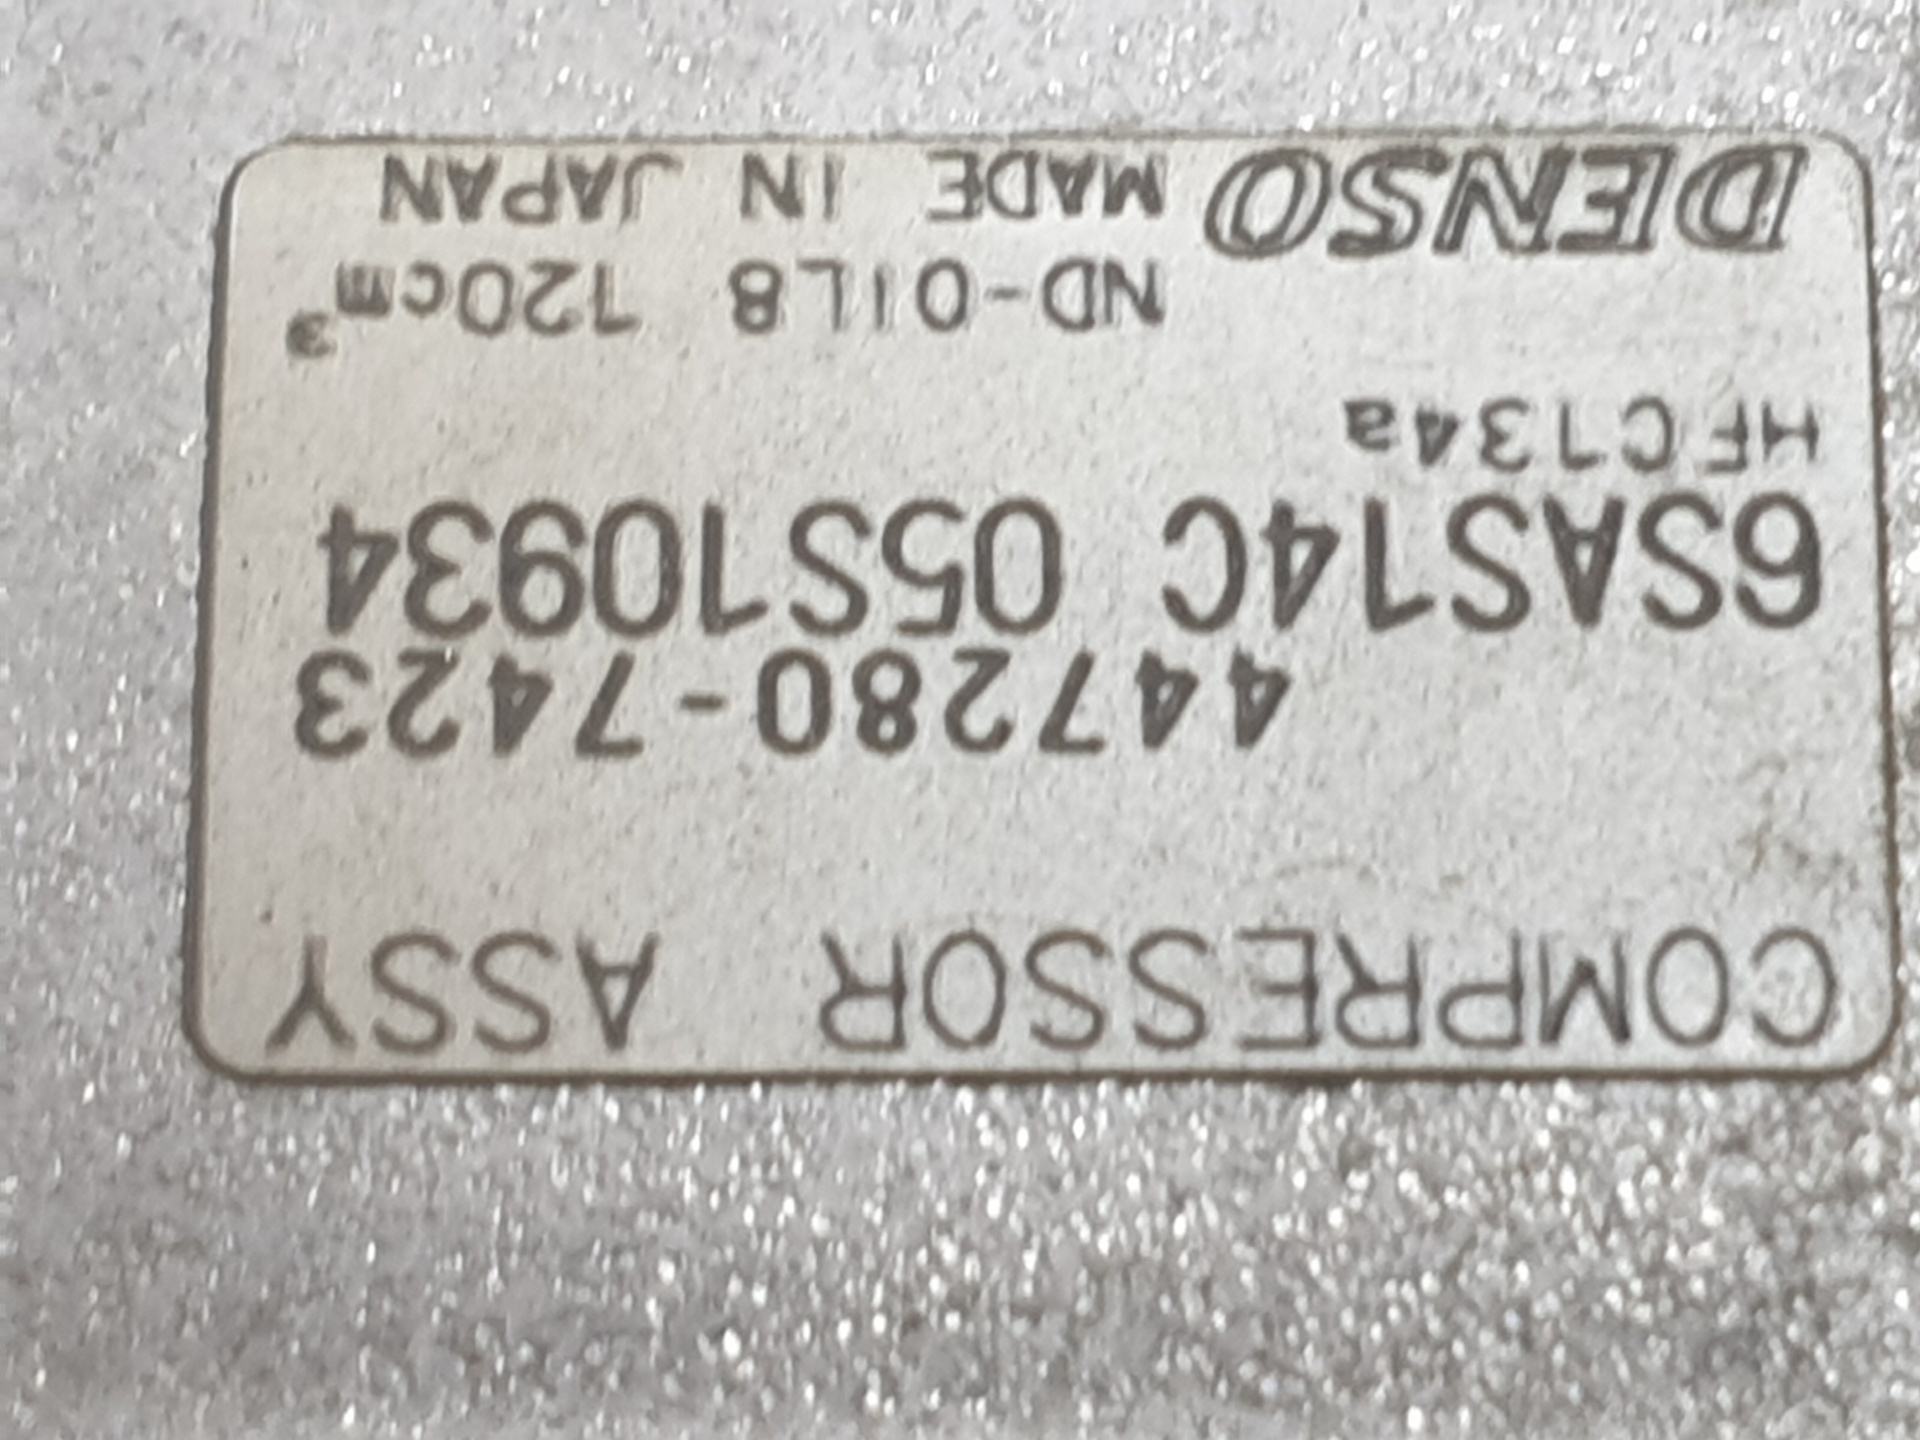 COMPRESSOR ASSY
447280-7423
6SAS14C 05S10934
HFC134a
ND-OIL8 120cm³
DENSO MADE IN JAPAN